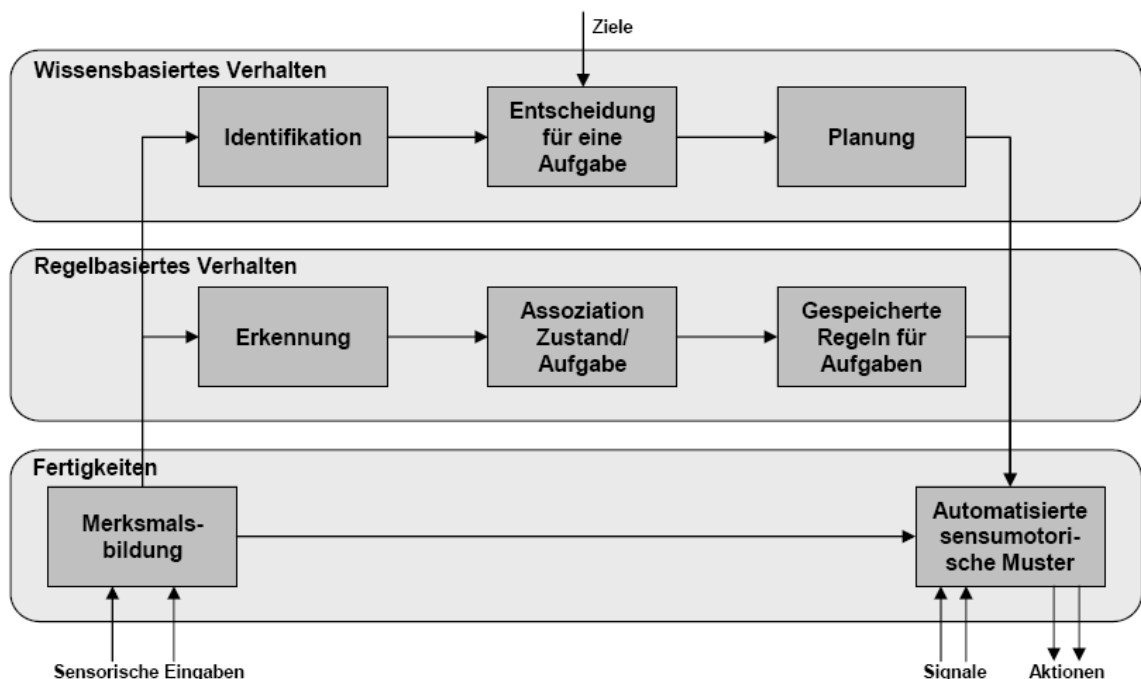 Ziele
Wissensbasiertes Verhalten
Identifikation
Entscheidung
für eine
Aufgabe
Planung
Regelbasiertes Verhalten
Erkennung
Assoziation
Zustand/
Aufgabe
Gespeicherte
Regeln für
Aufgaben
Fertigkeiten
Merksmals-
bildung
Automatisierte
sensumotori-
sche Muster
Sensorische Eingaben
Signale
Aktionen